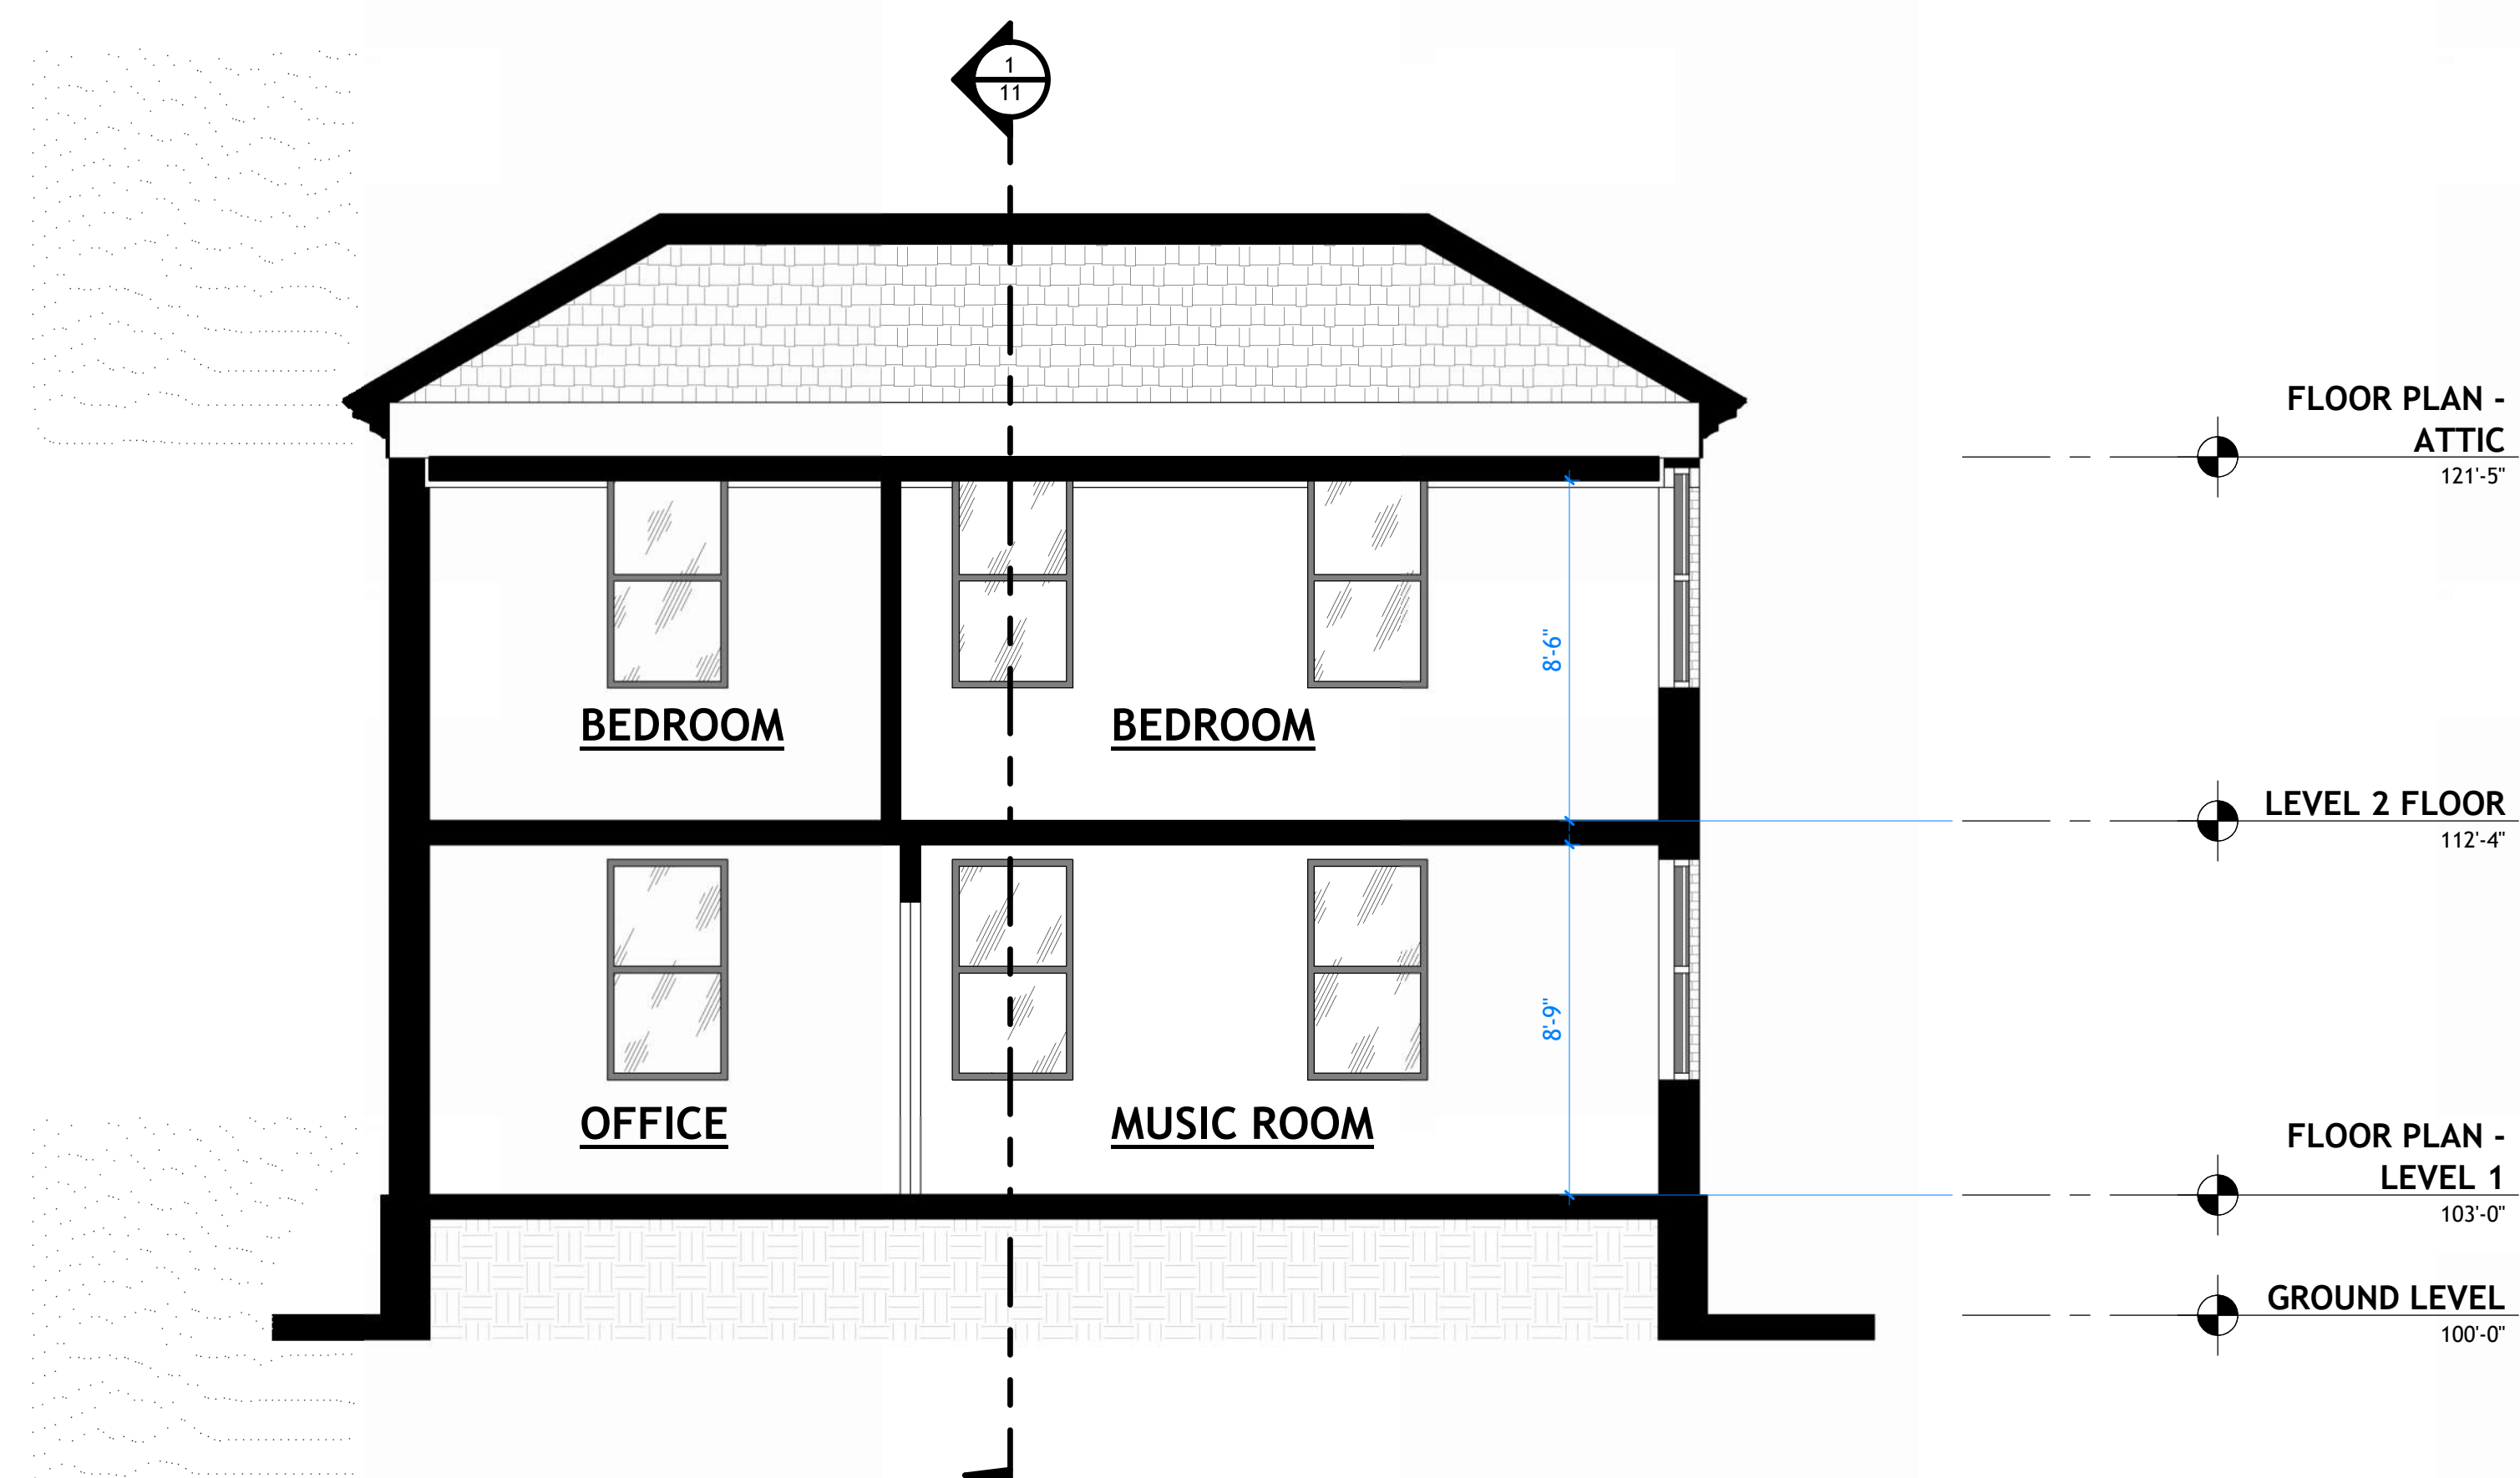 1
11
FLOOR PLAN -
ATTIC
121'-5"
8'-6"
BEDROOM
BEDROOM
LEVEL 2 FLOOR
112'-4"
8'-9"
OFFICE
MUSIC ROOM
FLOOR PLAN -
LEVEL 1
103'-0"
GROUND LEVEL
100'-0"